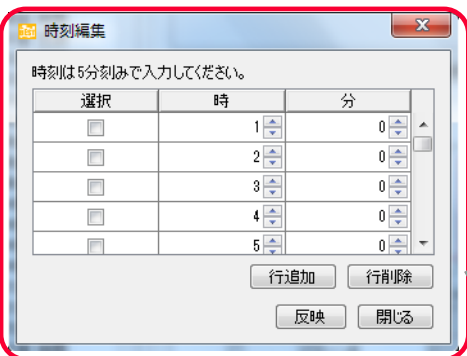 時刻編集
時刻は5分刻みで入力してください。
選択 時 分
1 0
2 0
3 0
4 0
5 0
行追加 行削除
反映 閉じる